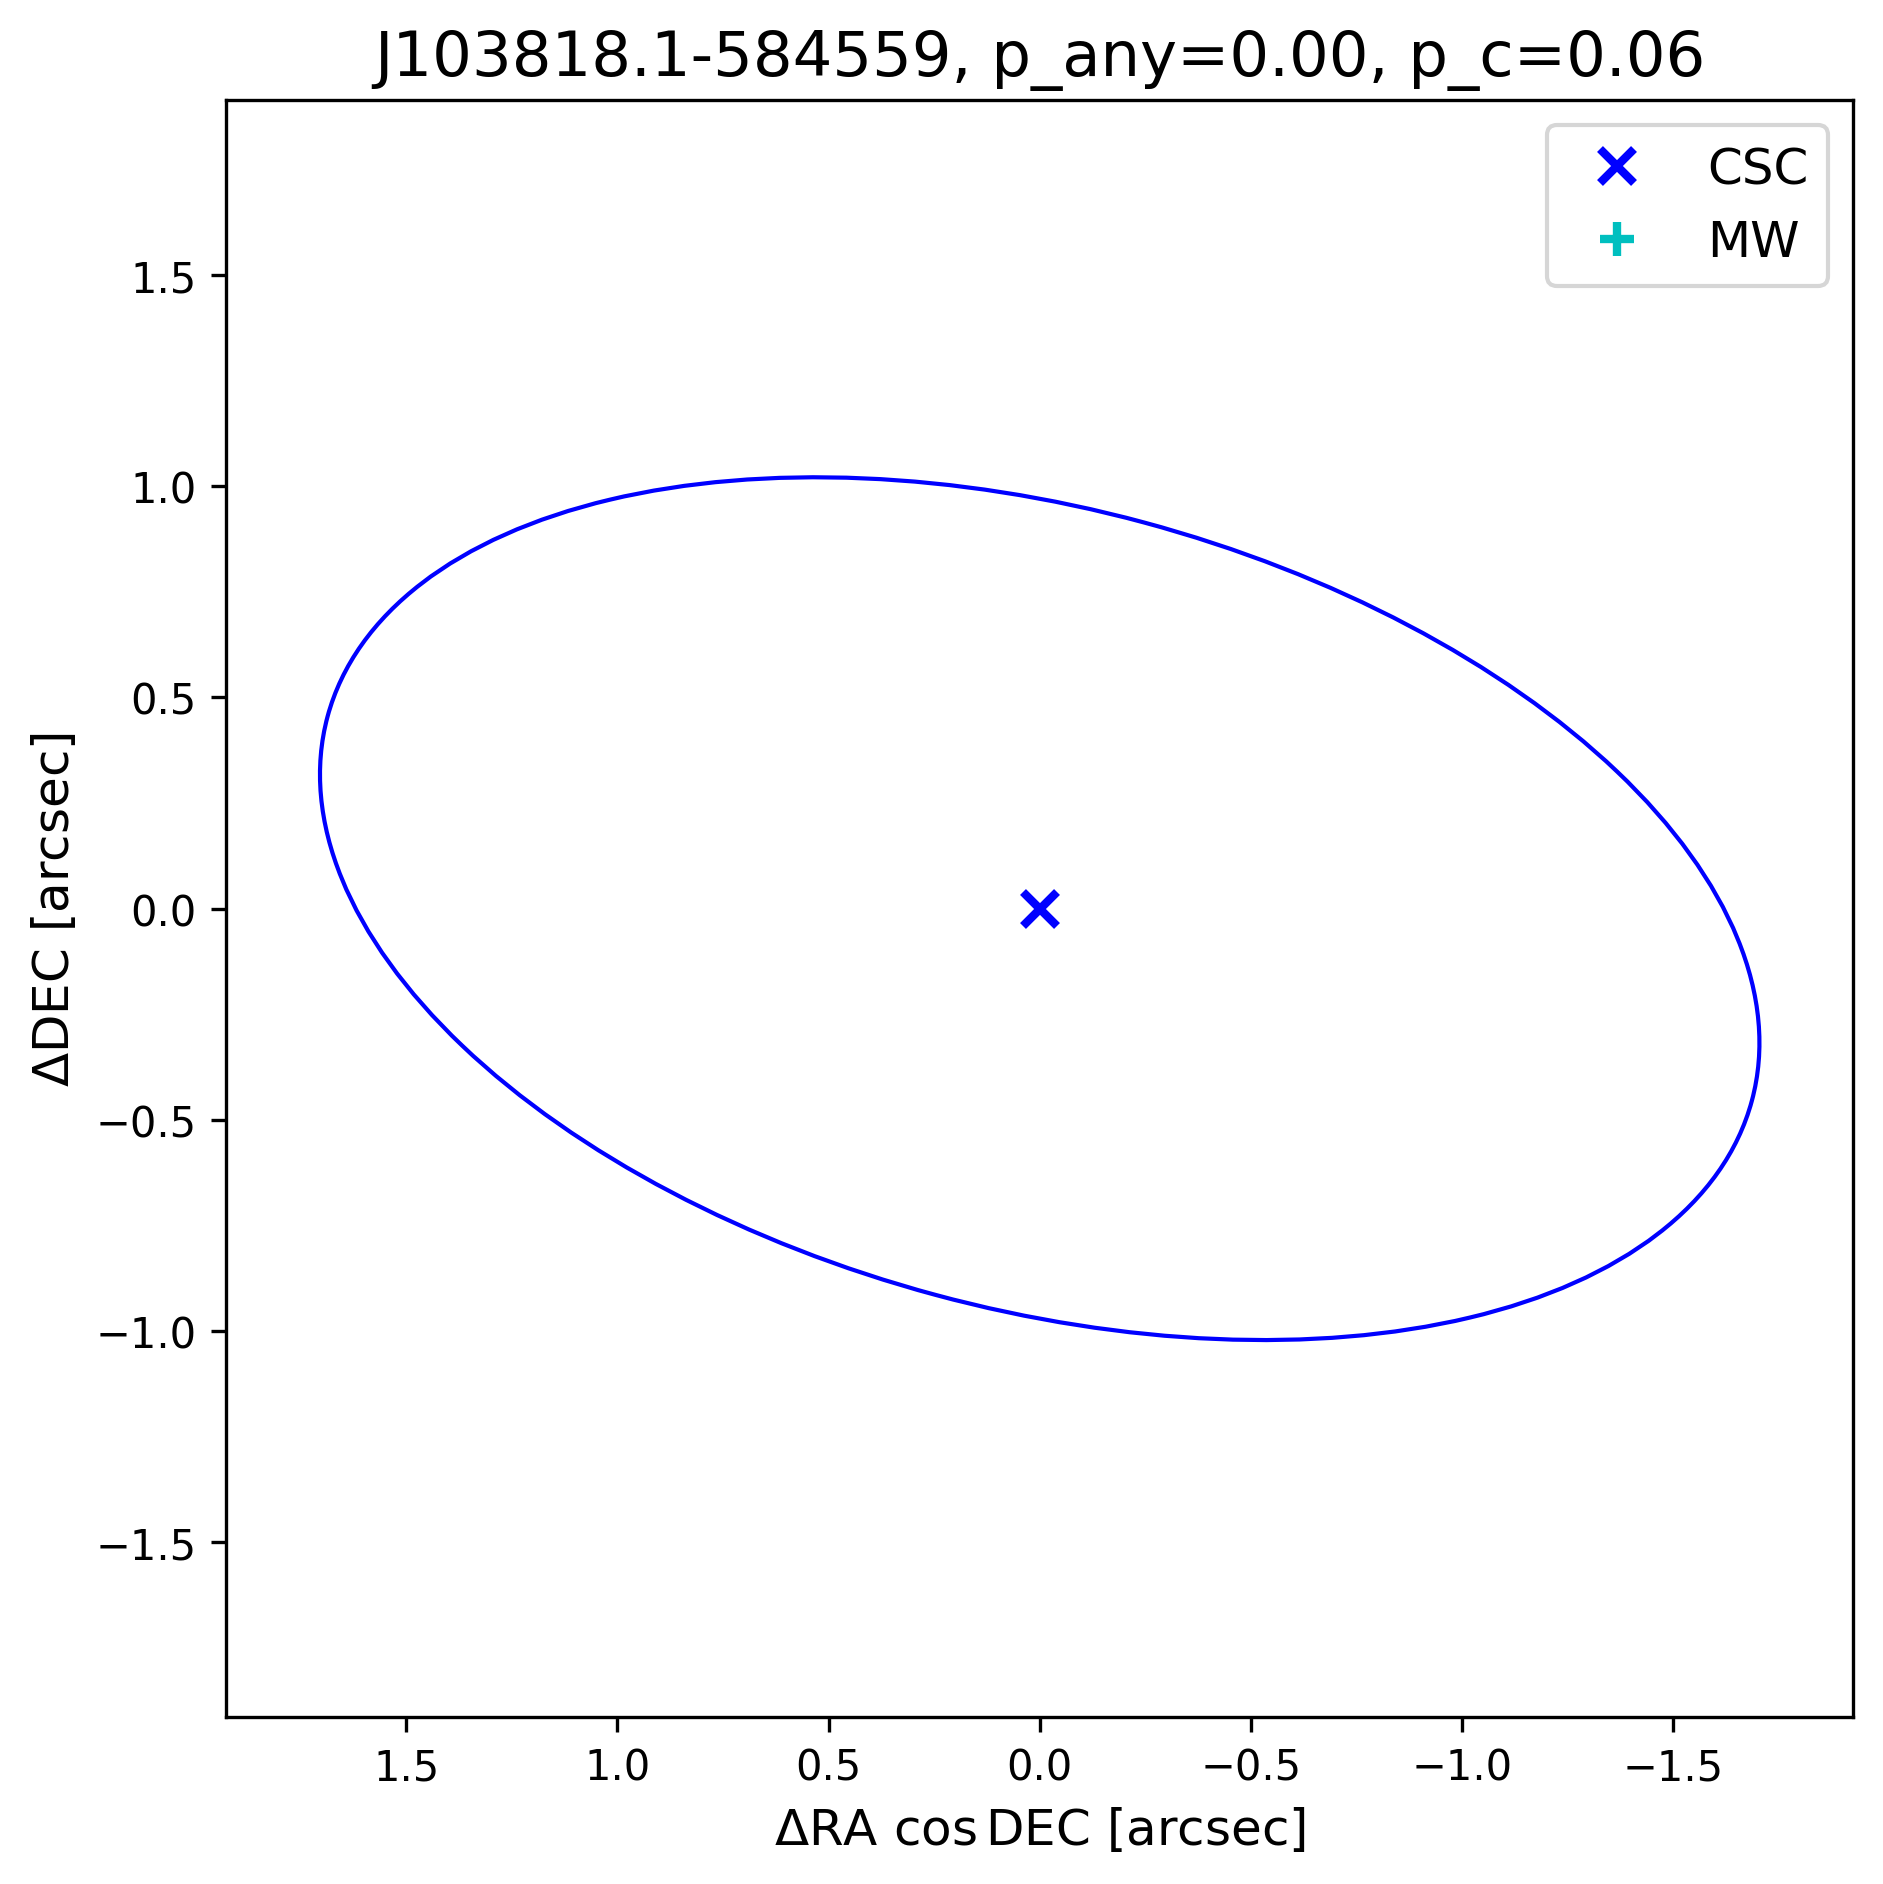 J103818.1-584559, p_any=0.00, p_c=0.06
CSC
MW
1.5
1.0
0.5
0.0
−0.5
−1.0
−1.5
ΔDEC [arcsec]
1.5 1.0 0.5 0.0 −0.5 −1.0 −1.5
ΔRA cos DEC [arcsec]